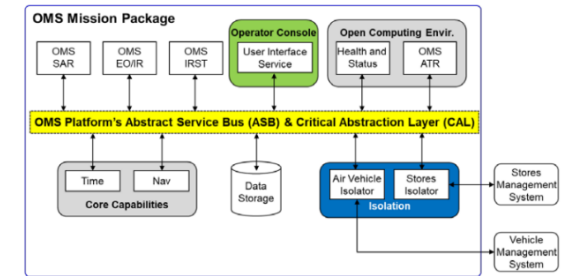 OMS Mission Package
OMS
SAR
OMS
EO/IR
OMS
IRST
Operator Console
User Interface
Service
Open Computing Envir.
Health and
Status
OMS
ATR
OMS Platform's Abstract Service Bus (ASB) & Critical Abstraction Layer (CAL)
Time
Nav
Core Capabilities
Data
Storage
Air Vehicle
Isolator
Stores
Isolator
Isolation
Stores
Management
System
Vehicle
Management
System